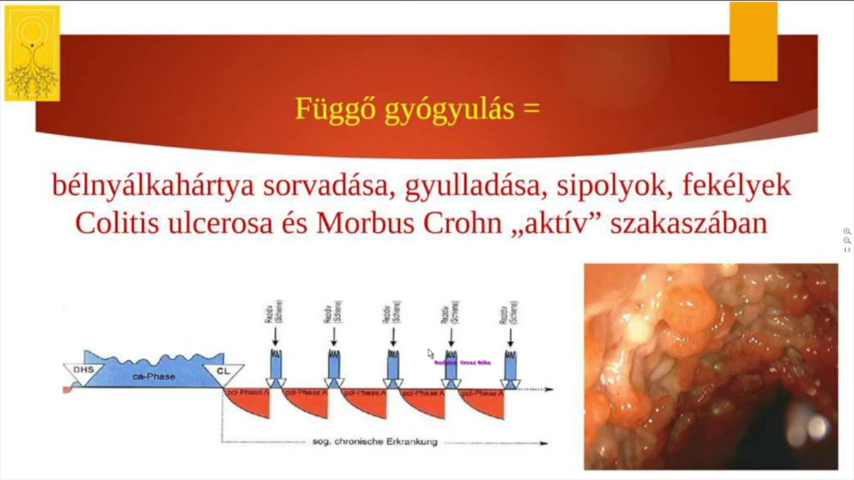 Függő gyógyulás =
bélnyálkahártya sorvadása, gyulladása, sipolyok, fekélyek
Colitis ulcerosa és Morbus Crohn „aktív” szakaszában
Rezidiv (Schiene)
Rezidiv (Schiene)
Rezidiv (Schiene)
Rezidiv (Schiene)
Rezidiv (Schiene)
DHS
ca-Phase
CL
pcl-Phase A
pcl-Phase A
pcl-Phase A
pcl-Phase A
pcl-Phase A
sog. chronische Erkrankung